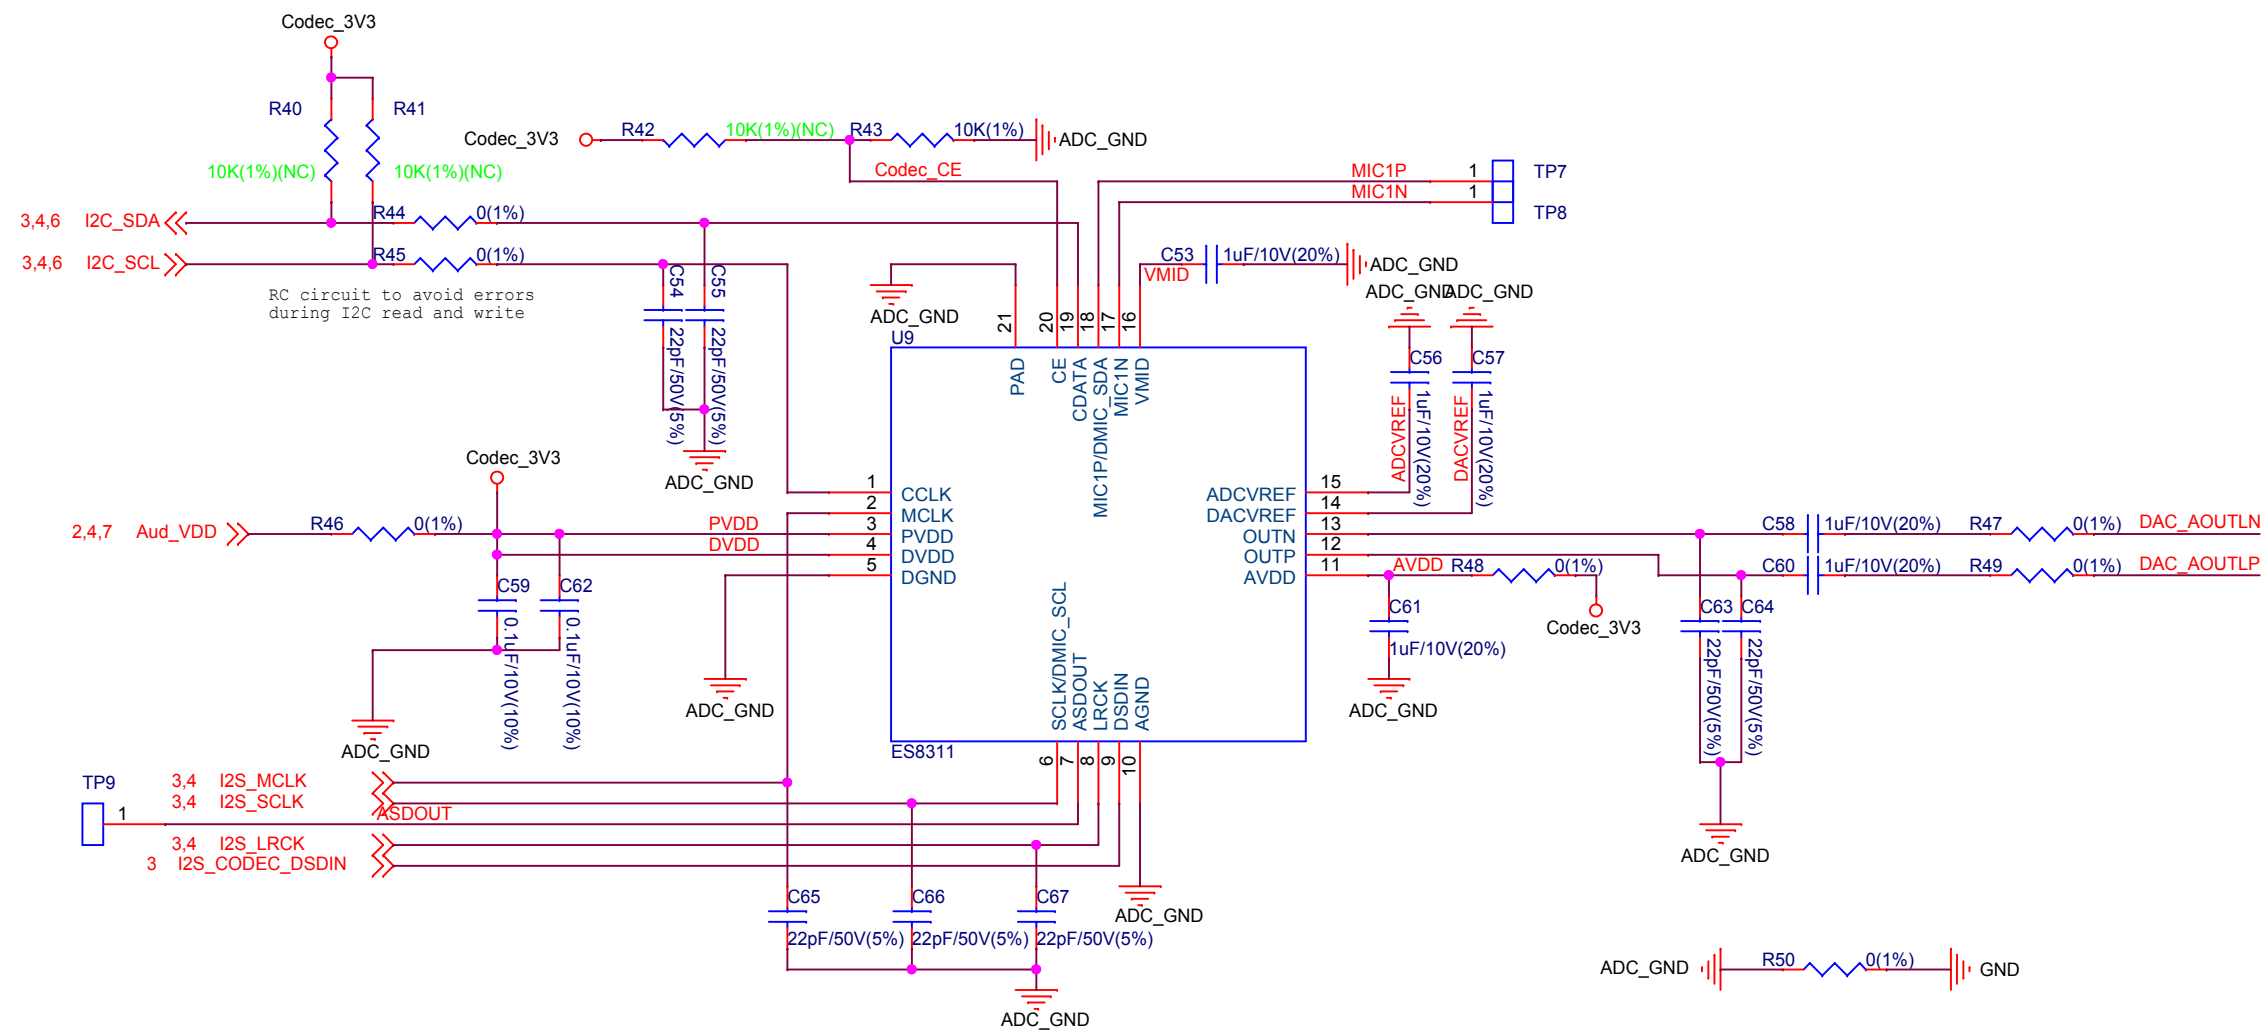 Codec_3V3
R40
R41
10K(1%)(NC)
10K(1%)(NC)
Codec_3V3
R42
10K(1%)(NC)
R43
10K(1%)
ADC_GND
Codec_CE
MIC1P
1
TP7
MIC1N
1
TP8
3,4,6 I2C_SDA
R44
0(1%)
3,4,6 I2C_SCL
R45
0(1%)
RC circuit to avoid errors
during I2C read and write
C54
22pF/50V(5%)
C55
22pF/50V(5%)
ADC_GND
ADC_GND
C53
1uF/10V(20%)
VMID
ADC_GND
ADC_GND
ADC_GND
C56
1uF/10V(20%)
ADCVREF
C57
1uF/10V(20%)
DACVREF
U9
21
20
19
18
17
16
PAD
CE
CDATA
MIC1P/DMIC_SDA
MIC1N
VMID
1
CCLK
2
MCLK
3
PVDD
4
DVDD
5
DGND
15
ADCVREF
14
DACVREF
13
OUTN
12
OUTP
11
AVDD
SCLK/DMIC_SCL
ASDOUT
LRCK
DSDIN
AGND
6
7
8
9
10
ES8311
Codec_3V3
2,4,7 Aud_VDD
R46
0(1%)
PVDD
DVDD
C59
0.1uF/10V(10%)
C62
0.1uF/10V(10%)
ADC_GND
ADC_GND
AVDD
R48
0(1%)
Codec_3V3
C61
1uF/10V(20%)
ADC_GND
C58
1uF/10V(20%)
R47
0(1%)
DAC_AOUTLN
C60
1uF/10V(20%)
R49
0(1%)
DAC_AOUTLP
C63
22pF/50V(5%)
C64
22pF/50V(5%)
ADC_GND
TP9
1
3,4 I2S_MCLK
3,4 I2S_SCLK
ASDOUT
3,4 I2S_LRCK
3 I2S_CODEC_DSDIN
C65
22pF/50V(5%)
C66
22pF/50V(5%)
C67
22pF/50V(5%)
ADC_GND
ADC_GND
ADC_GND
R50
0(1%)
GND